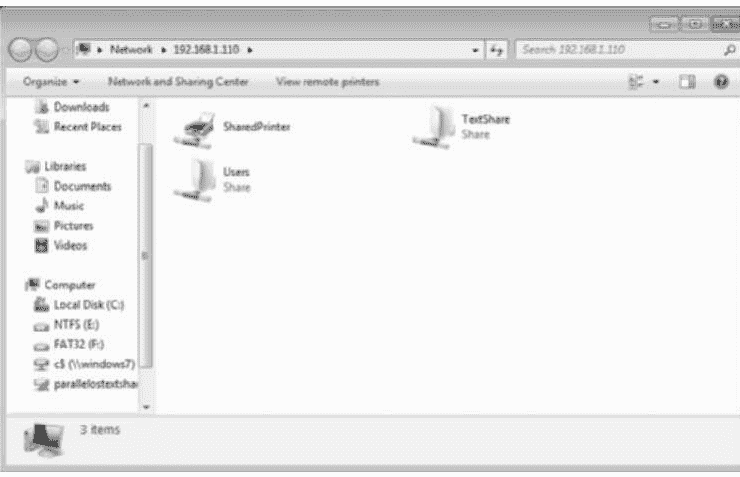 Network ▸ 192.168.1.110 ▸
Search 192.168.1.110
Organize
Network and Sharing Center
View remote printers
Downloads
Recent Places
Libraries
Documents
Music
Pictures
Videos
Computer
Local Disk (C:)
NTFS (E:)
FAT32 (F:)
c$ (\\windows7)
parallelostextsha
SharedPrinter
TextShare
Share
Users
Share
3 items